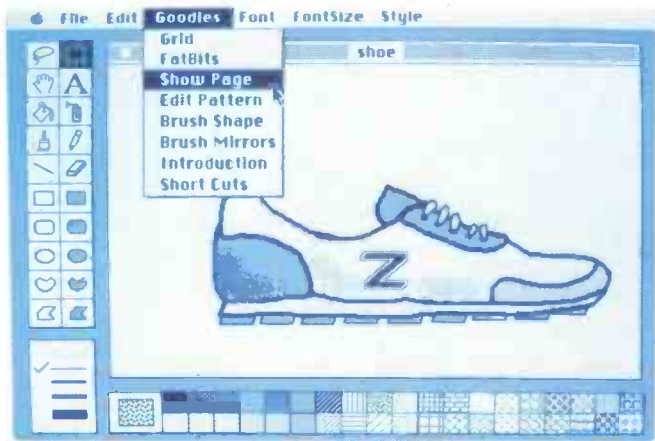 File Edit Goodies Font FontSize Style
shoe
Grid
FatBits
Show Page
Edit Pattern
Brush Shape
Brush Mirrors
Introduction
Short Cuts
A
Z